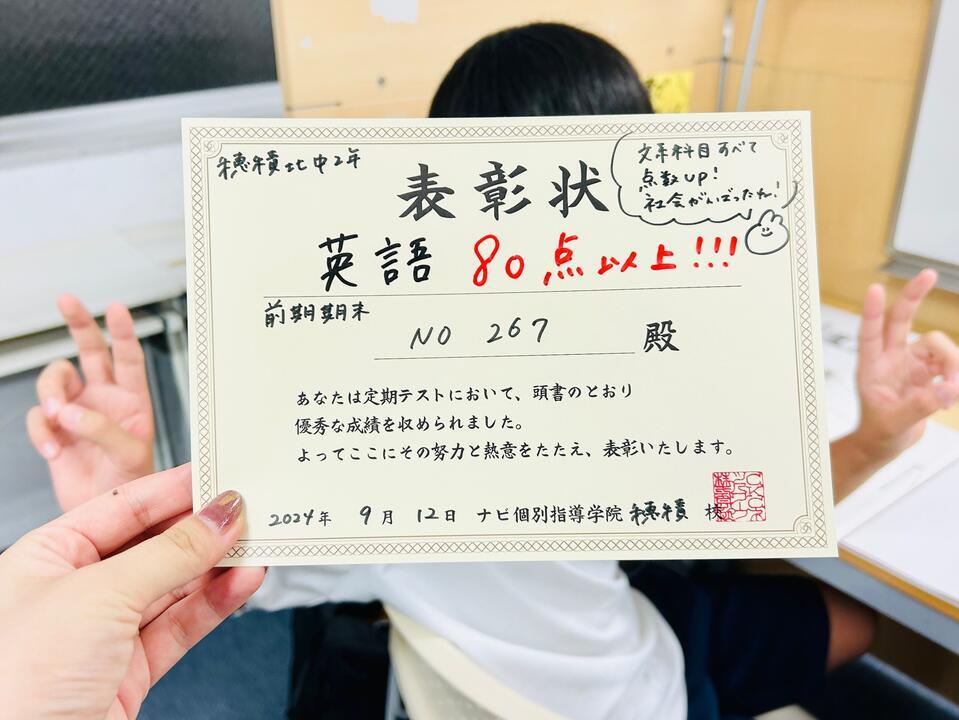 穂積北中2年
表彰状
文系科目すべて
点数UP!
社会がんばったね!
英語 80点以上!!!
前期期末
NO 267 殿
あなたは定期テストにおいて、頭書のとおり
優秀な成績を収められました。
よってここにその努力と熱意をたたえ、表彰いたします。
2024年 9月 12日 ナビ個別指導学院 穂積 校